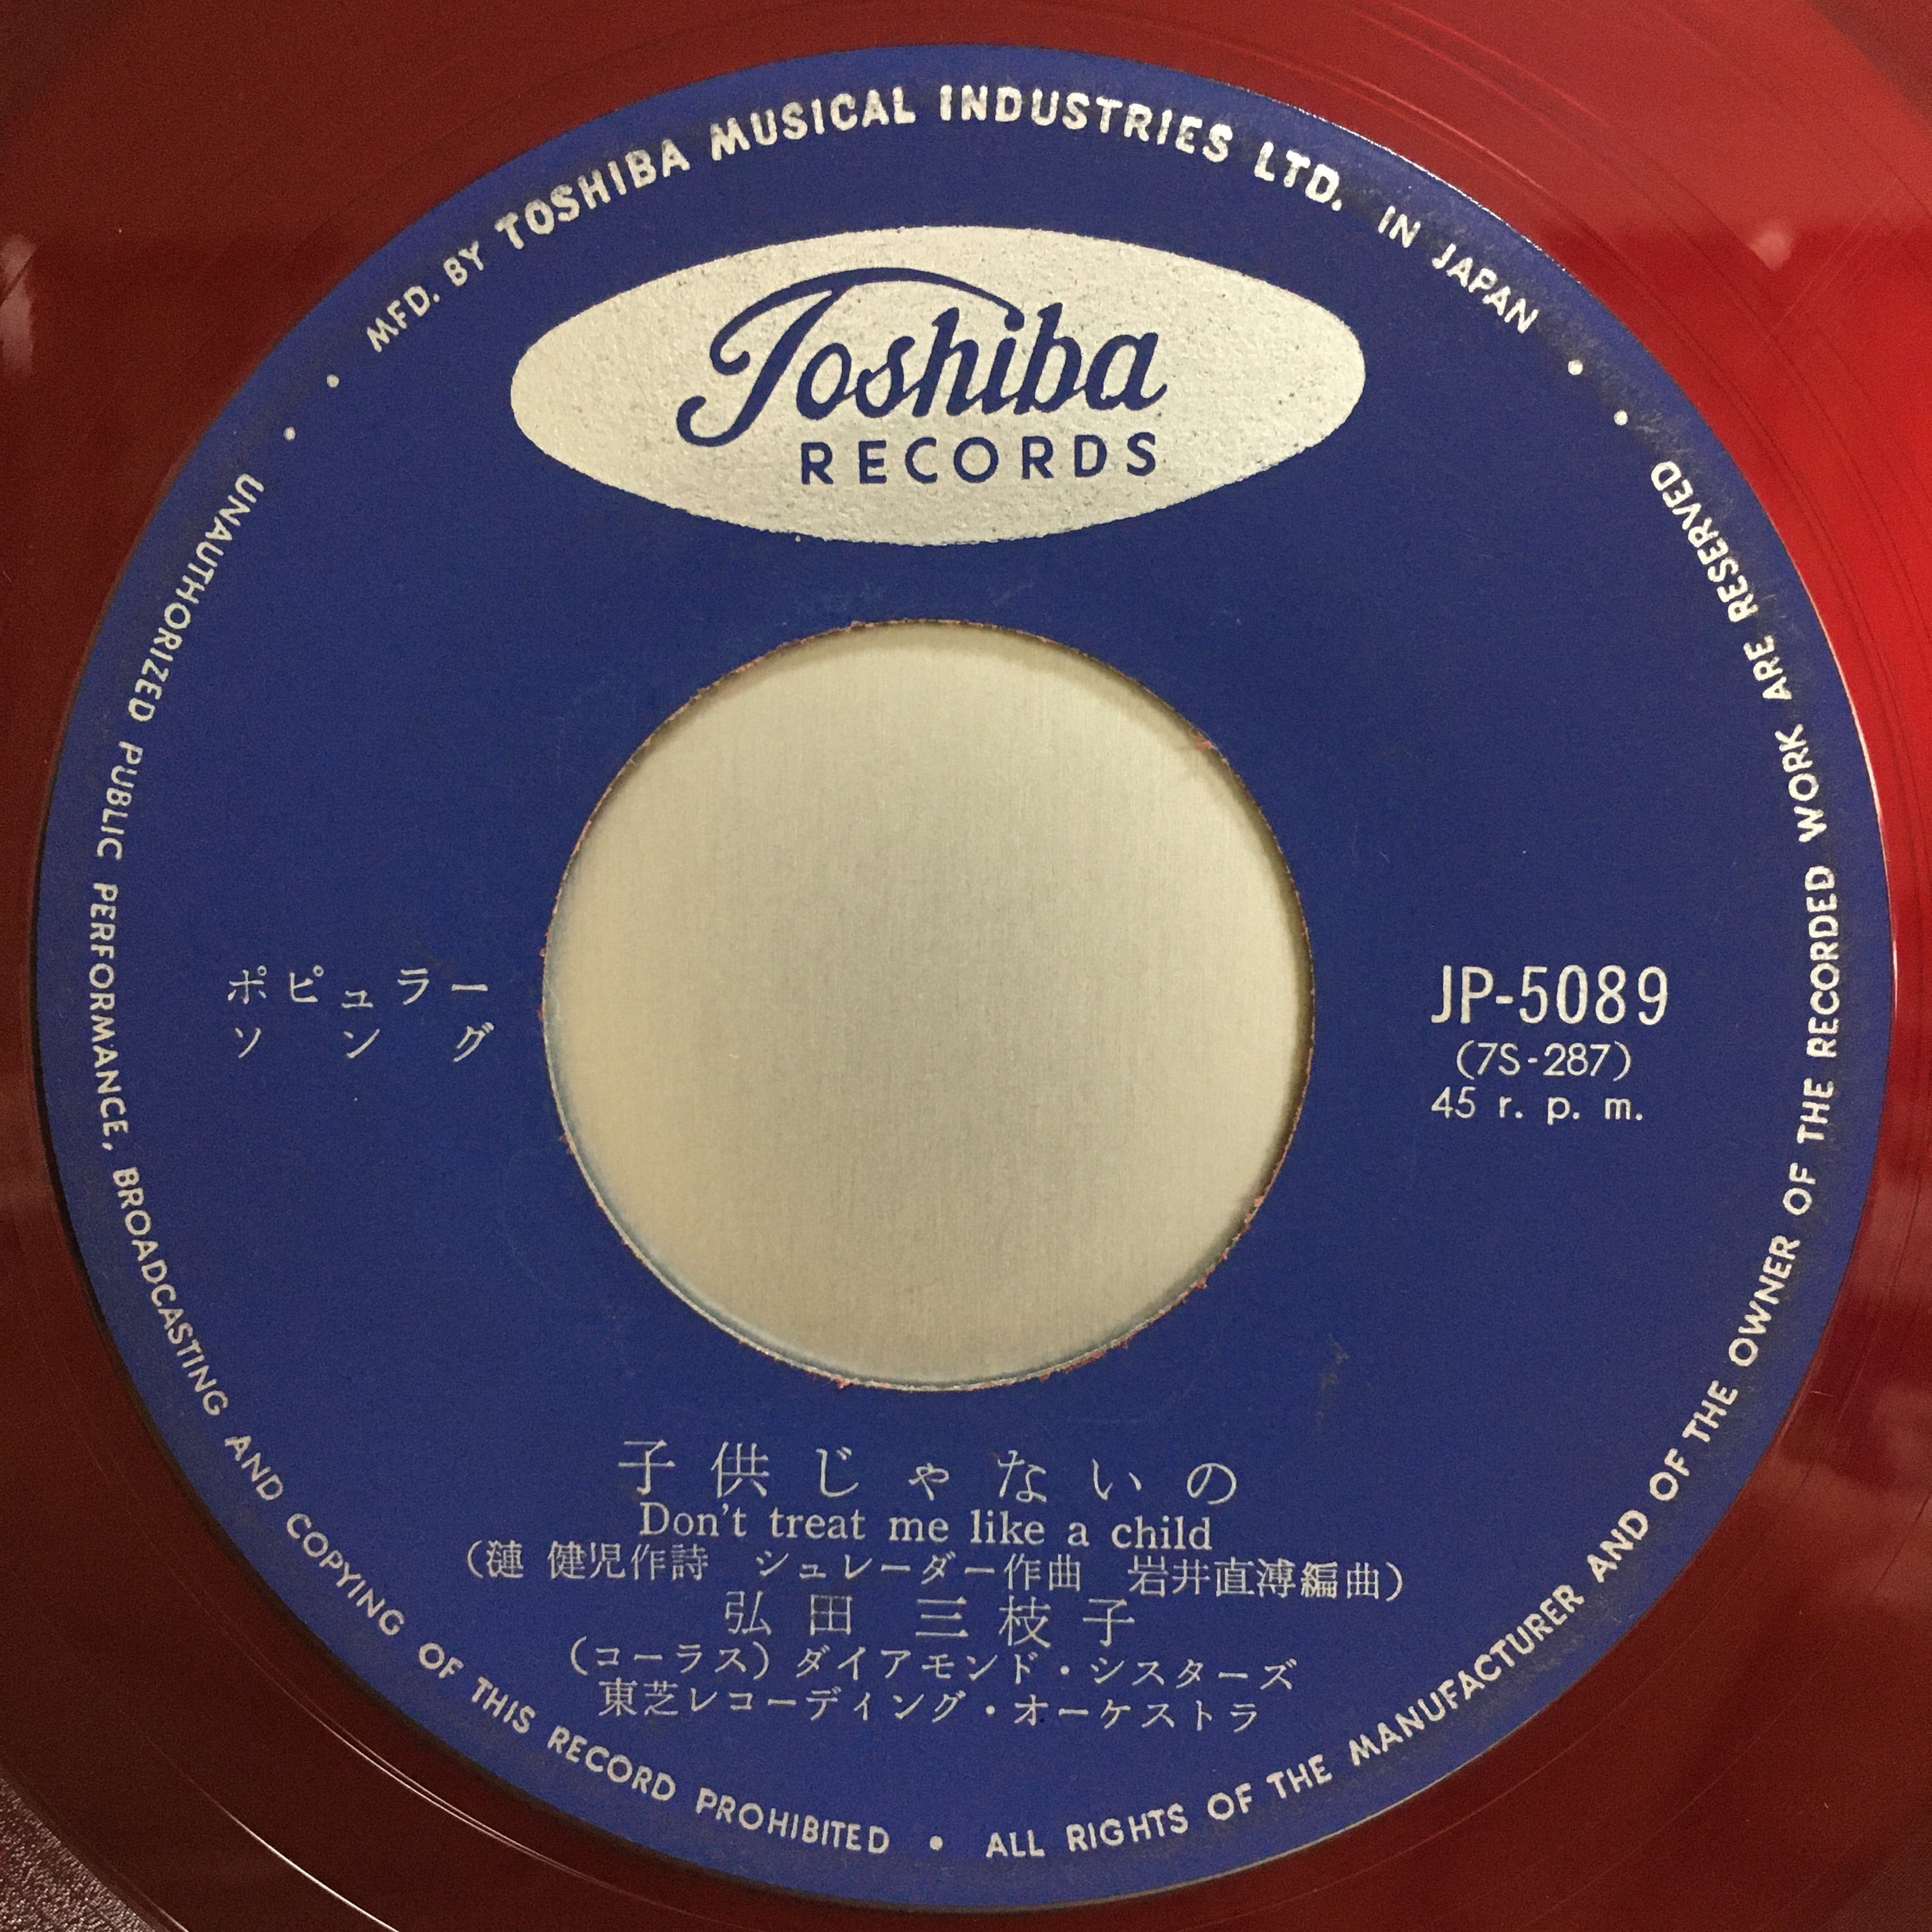 MFD. BY TOSHIBA MUSICAL INDUSTRIES LTD. IN JAPAN
Toshiba
RECORDS
ポピュラー
ソング
JP-5089
(7S-287)
45 r. p. m.
子供じゃないの
Don't treat me like a child
(漣 健児作詩 シュレーダー作曲 岩井直溥編曲)
弘田 三枝子
(コーラス) ダイアモンド・シスターズ
東芝レコーディング・オーケストラ
UNAUTHORIZED PUBLIC PERFORMANCE, BROADCASTING AND COPYING OF THIS RECORD PROHIBITED • ALL RIGHTS OF THE MANUFACTURER AND OF THE OWNER OF THE RECORDED WORK ARE RESERVED